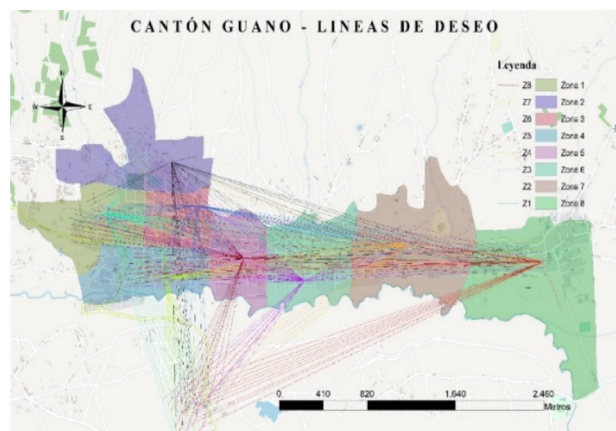 CANTÓN GUANO - LINEAS DE DESEO
Leyenda
Z8 Zona 1
Z7 Zona 2
Z6 Zona 3
Z5 Zona 4
Z4 Zona 5
Z3 Zona 6
Z2 Zona 7
Z1 Zona 8
N
E
S
0 410 820 1,640 2,460
Metros